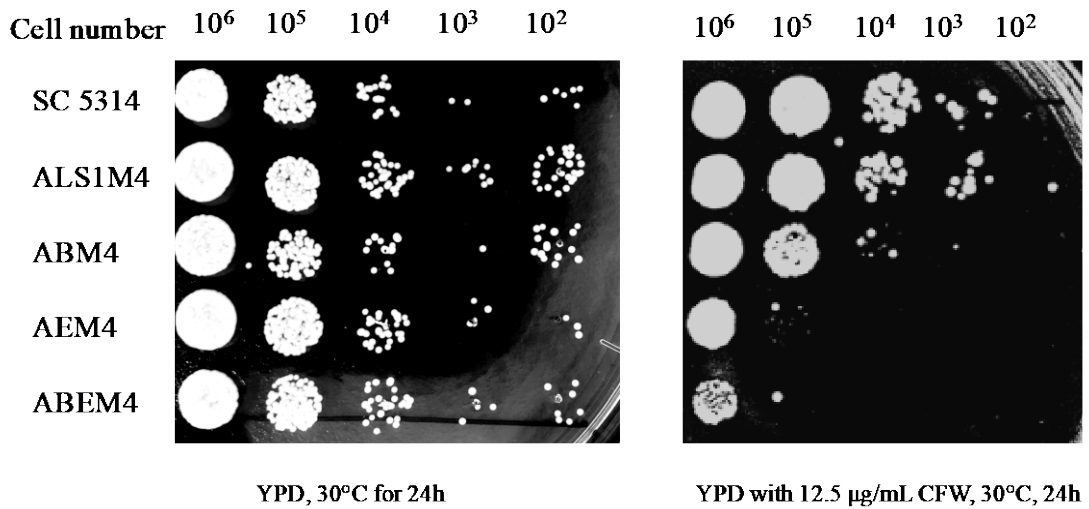 Cell number 10⁶ 10⁵ 10⁴ 10³ 10² 10⁶ 10⁵ 10⁴ 10³ 10²
SC 5314
ALS1M4
ABM4
AEM4
ABEM4
YPD, 30°C for 24h YPD with 12.5 μg/mL CFW, 30°C, 24h